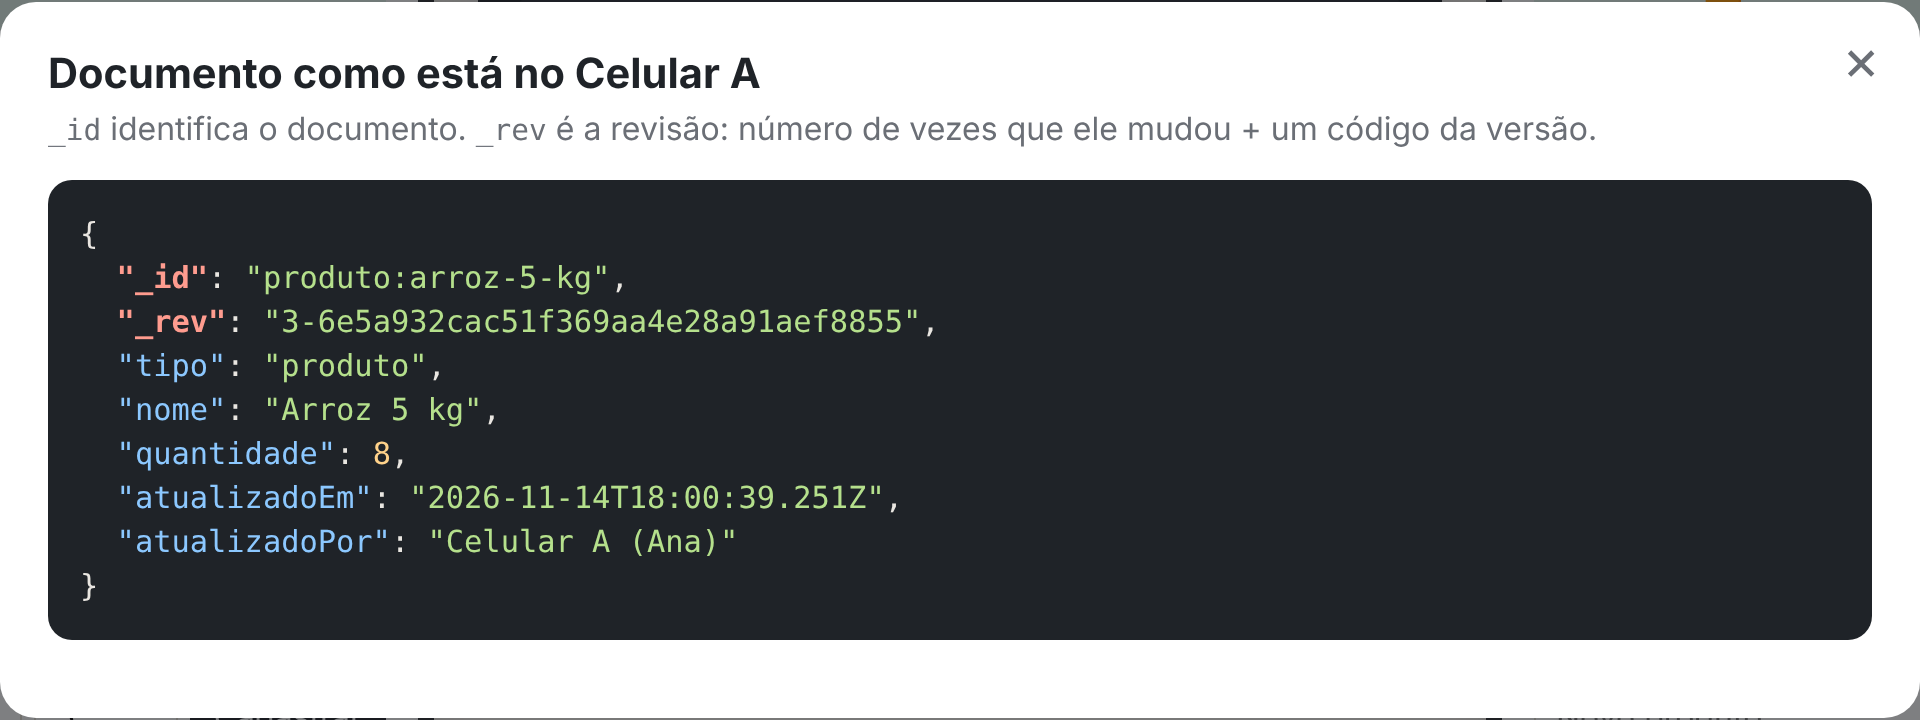 Documento como está no Celular A
_id identifica o documento. _rev é a revisão: número de vezes que ele mudou + um código da versão.
{
  "_id": "produto:arroz-5-kg",
  "_rev": "3-6e5a932cac51f369aa4e28a91aef8855",
  "tipo": "produto",
  "nome": "Arroz 5 kg",
  "quantidade": 8,
  "atualizadoEm": "2026-11-14T18:00:39.251Z",
  "atualizadoPor": "Celular A (Ana)"
}